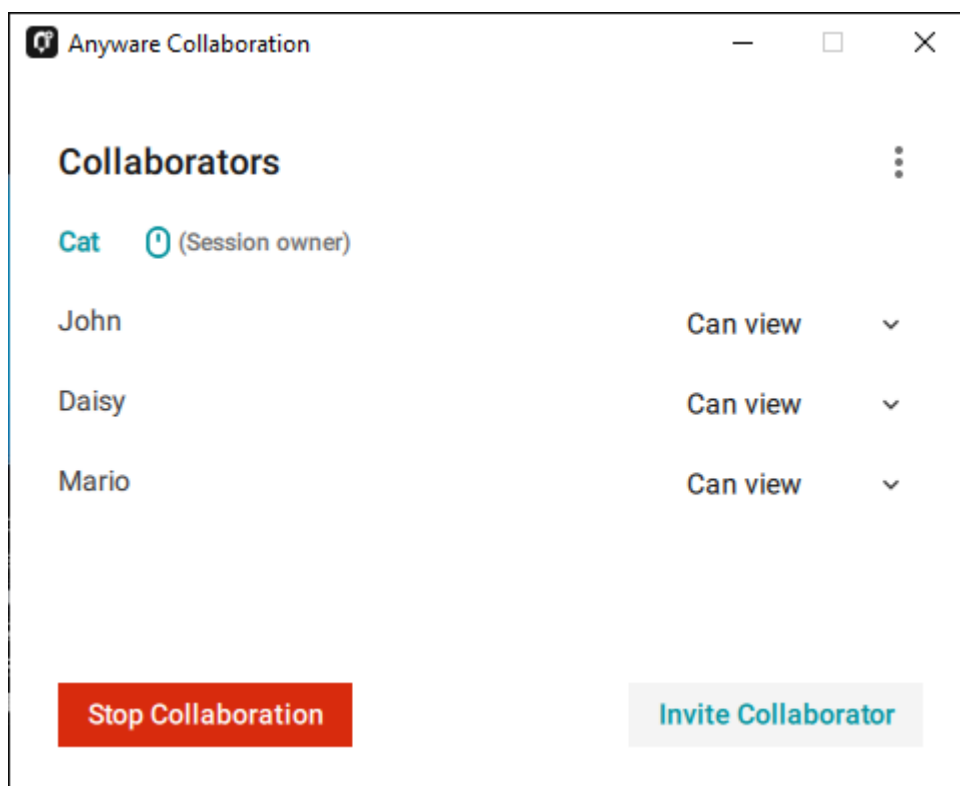 Anyware Collaboration
Collaborators
Cat (Session owner)
John Can view
Daisy Can view
Mario Can view
Stop Collaboration Invite Collaborator